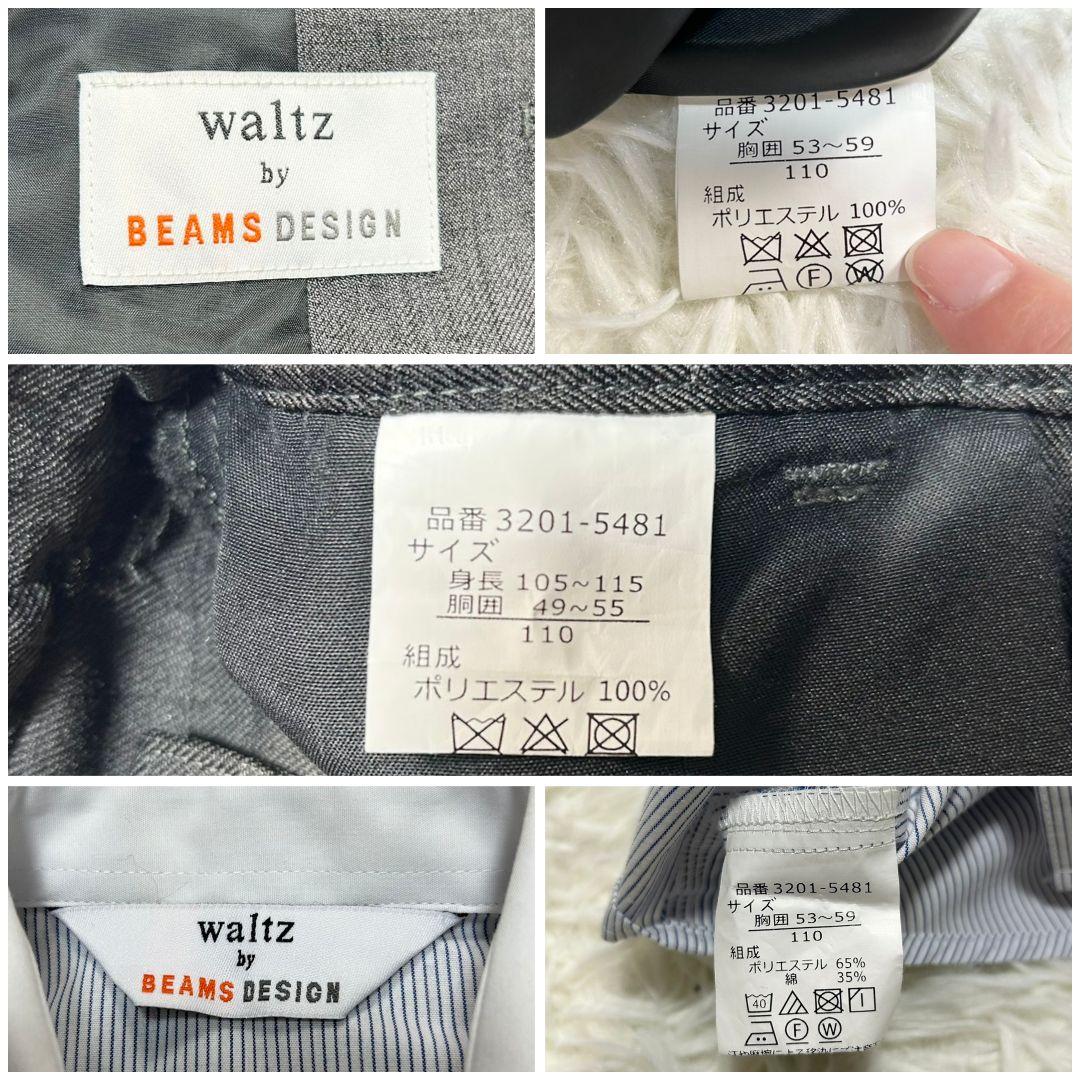 waltz
by
BEAMS DESIGN
品番 3201-5481
サイズ
胸囲 53～59
110
組成
ポリエステル 100%
F
W
品番 3201-5481
サイズ
身長 105～115
胴囲 49～55
110
組成
ポリエステル 100%
waltz
by
BEAMS DESIGN
品番 3201-5481
サイズ
胸囲 53～59
110
組成
ポリエステル 65%
綿 35%
40
F W